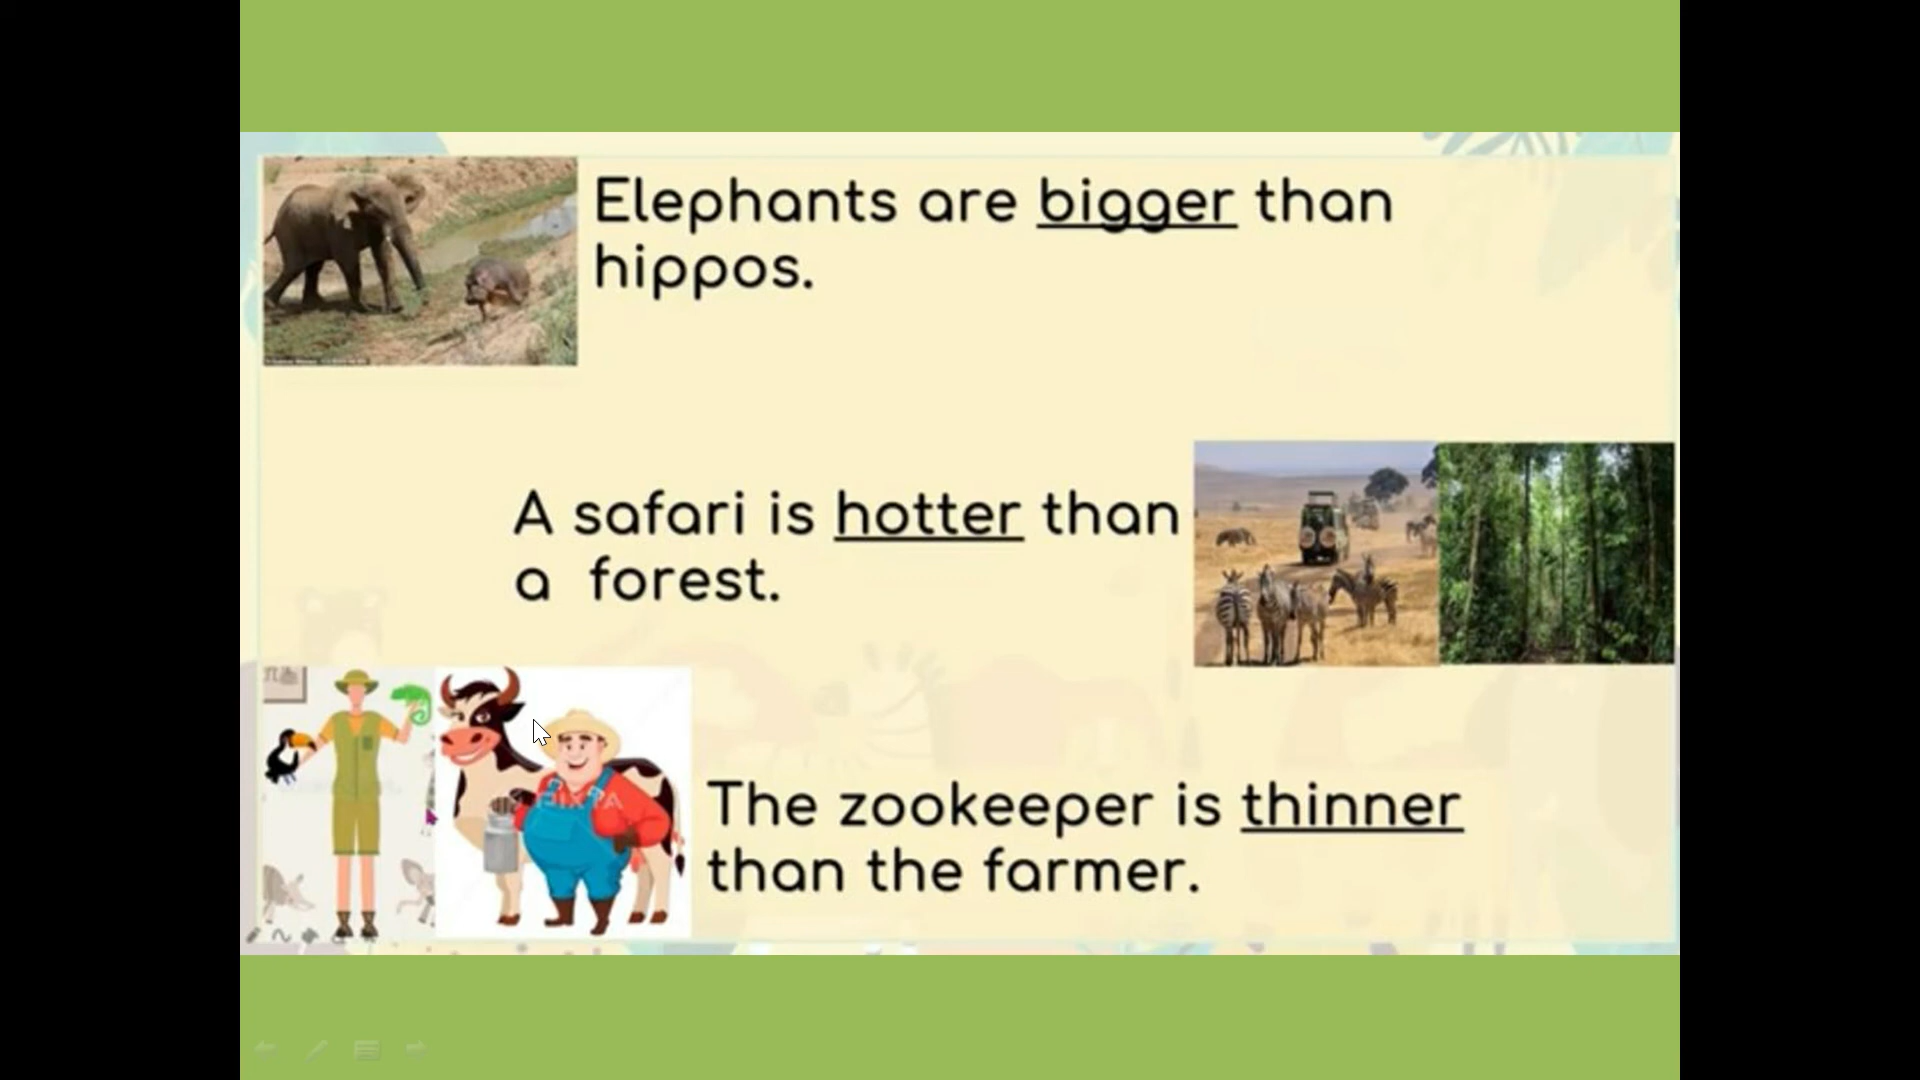 Elephants are bigger than
hippos.
A safari is hotter than
a forest.
The zookeeper is thinner
than the farmer.